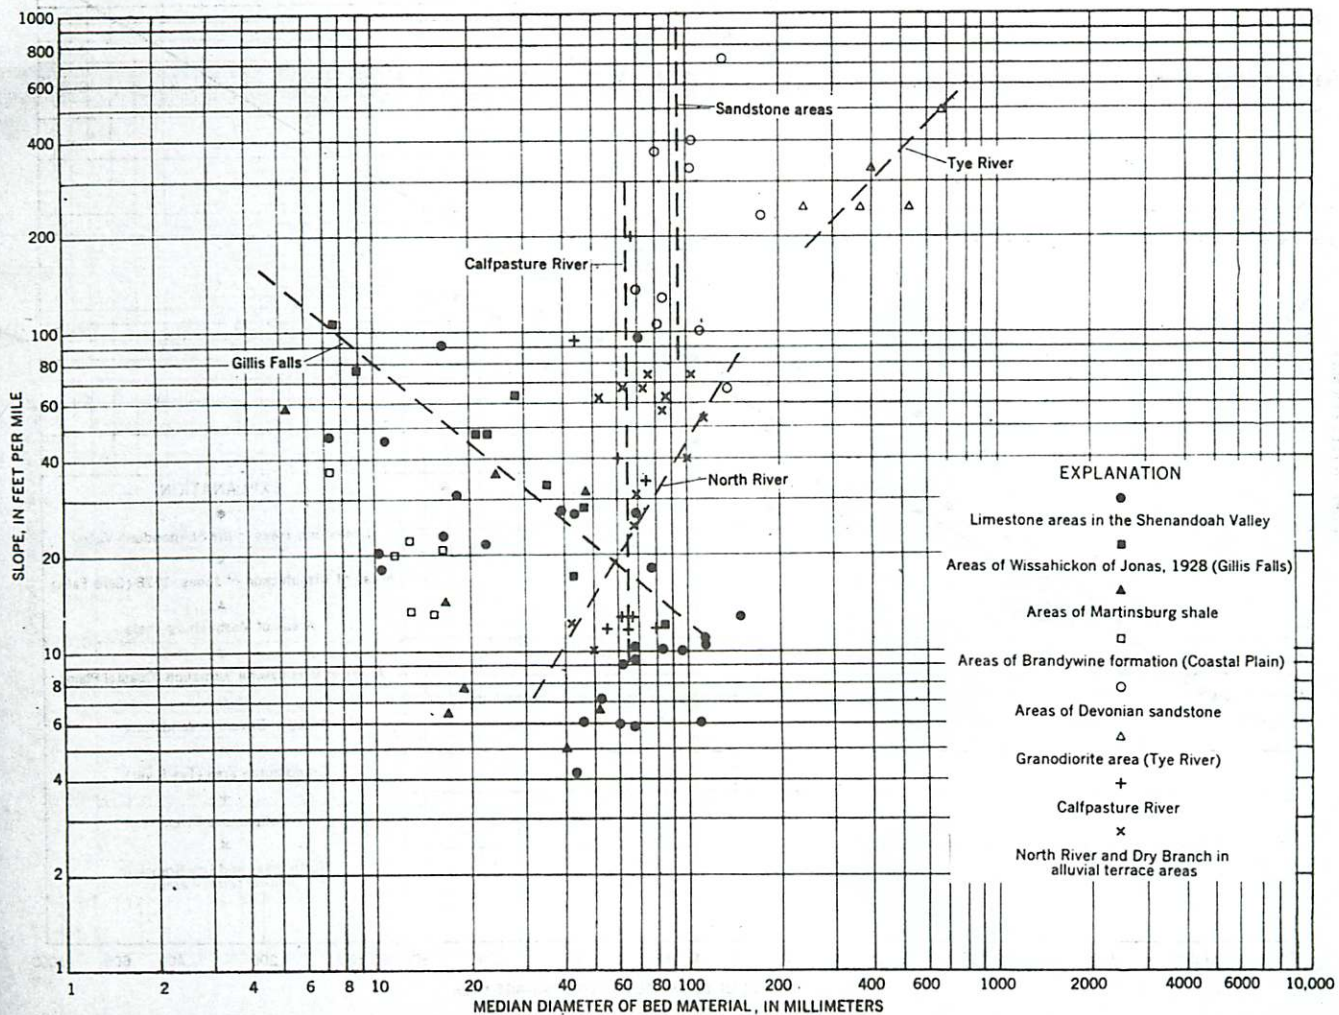 1000
800
600
400
200
100
80
60
40
20
10
8
6
4
2
1
SLOPE, IN FEET PER MILE
Sandstone areas
Tye River
Calfpasture River
Gillis Falls
North River
EXPLANATION
Limestone areas in the Shenandoah Valley
Areas of Wissahickon of Jonas, 1928 (Gillis Falls)
Areas of Martinsburg shale
Areas of Brandywine formation (Coastal Plain)
Areas of Devonian sandstone
Granodiorite area (Tye River)
Calfpasture River
North River and Dry Branch in
alluvial terrace areas
1 2 4 6 8 10 20 40 60 100 200 400 600 1000 2000 4000 6000 10,000
MEDIAN DIAMETER OF BED MATERIAL, IN MILLIMETERS